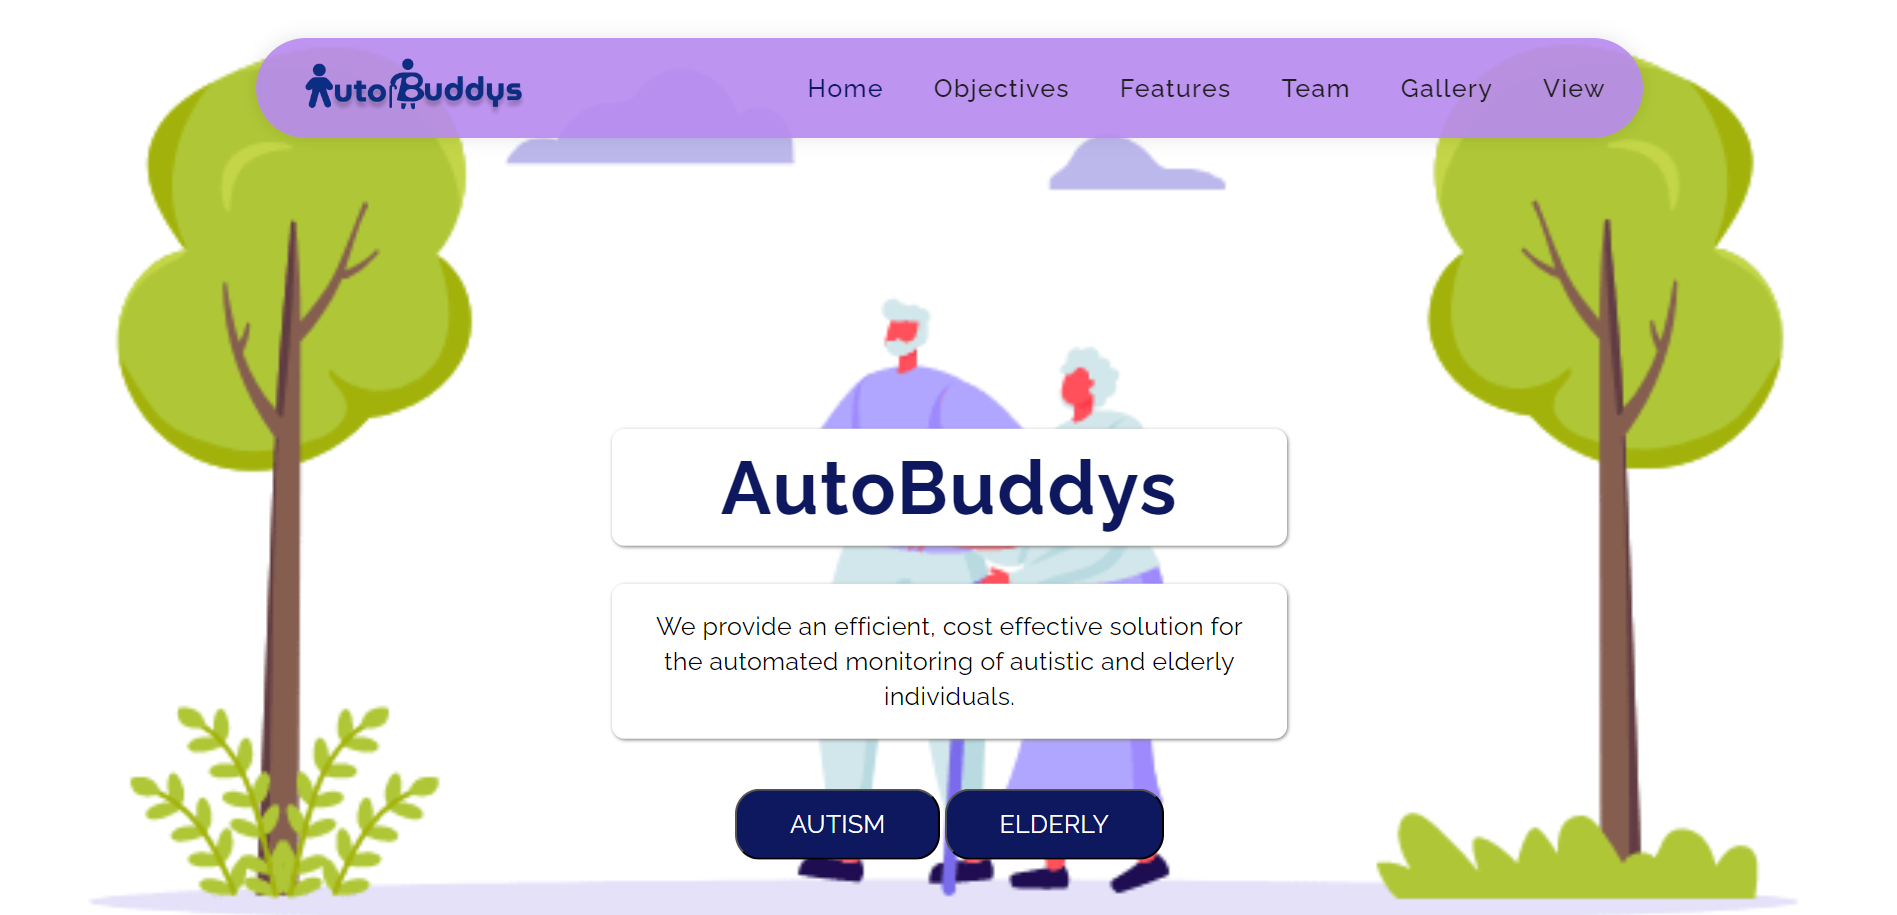 AutoBuddys Home Objectives Features Team Gallery View
AutoBuddys
We provide an efficient, cost effective solution for
the automated monitoring of autistic and elderly
individuals.
AUTISM ELDERLY